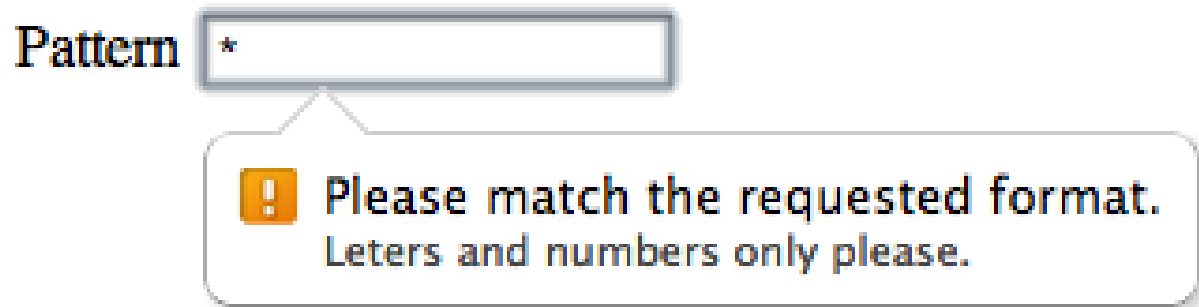 Pattern *
Please match the requested format.
Leters and numbers only please.